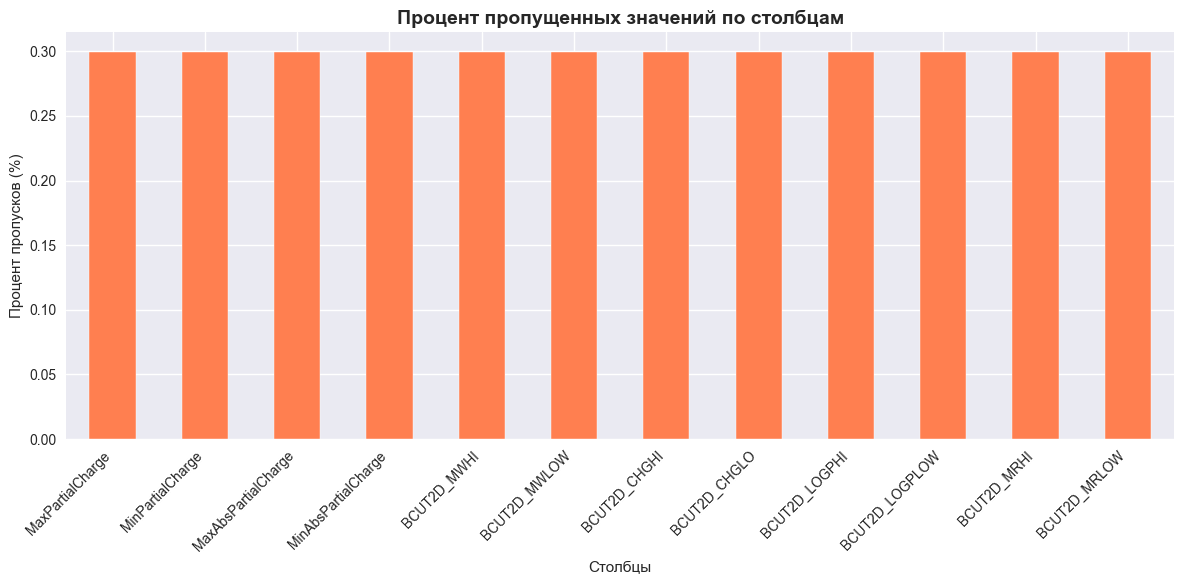 Процент пропущенных значений по столбцам
Процент пропусков (%)
0.30
0.25
0.20
0.15
0.10
0.05
0.00
MaxPartialCharge
MinPartialCharge
MaxAbsPartialCharge
MinAbsPartialCharge
BCUT2D_MWHI
BCUT2D_MWLOW
BCUT2D_CHGHI
BCUT2D_CHGLO
BCUT2D_LOGPHI
BCUT2D_LOGPLOW
BCUT2D_MRHI
BCUT2D_MRLOW
Столбцы